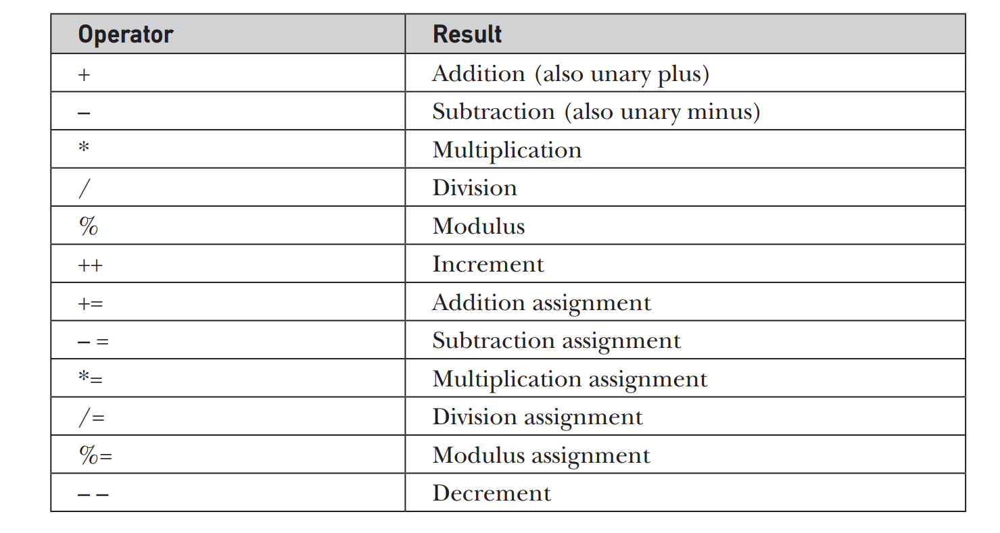 Operator Result
+ Addition (also unary plus)
– Subtraction (also unary minus)
* Multiplication
/ Division
% Modulus
++ Increment
+= Addition assignment
– = Subtraction assignment
*= Multiplication assignment
/= Division assignment
%= Modulus assignment
– – Decrement